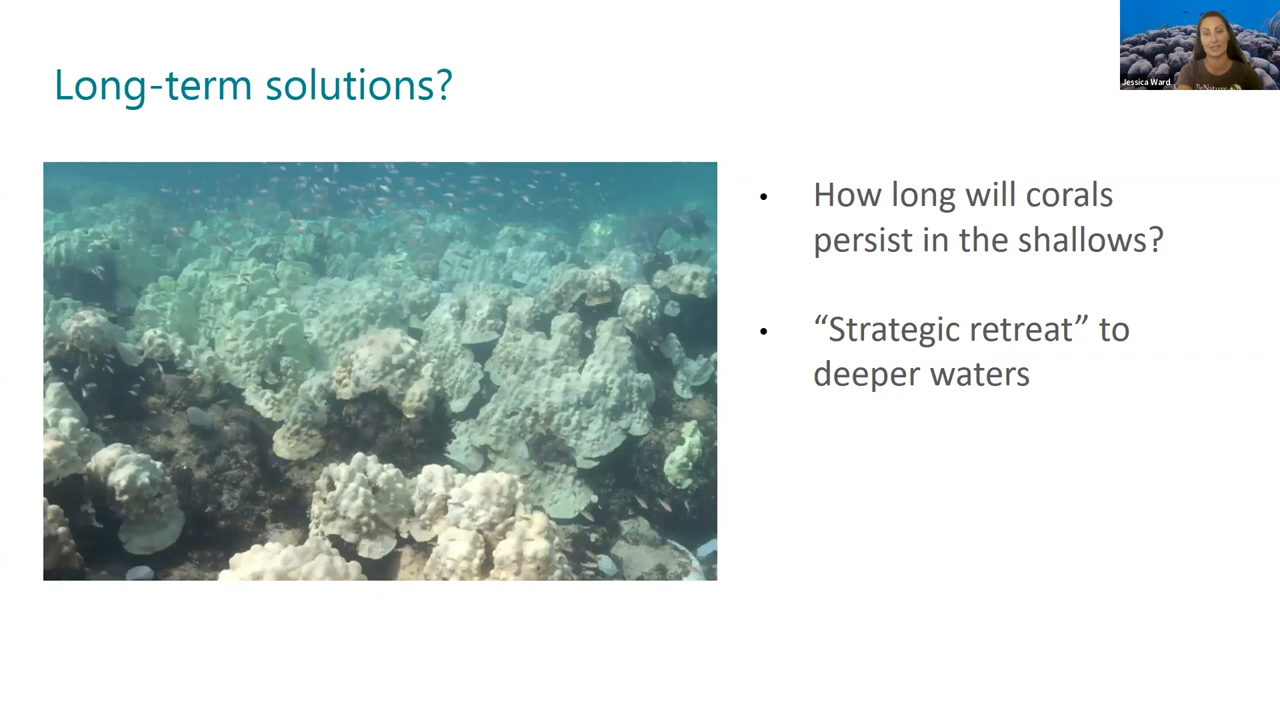 Long-term solutions?
Jessica Ward
• How long will corals
persist in the shallows?
• “Strategic retreat” to
deeper waters